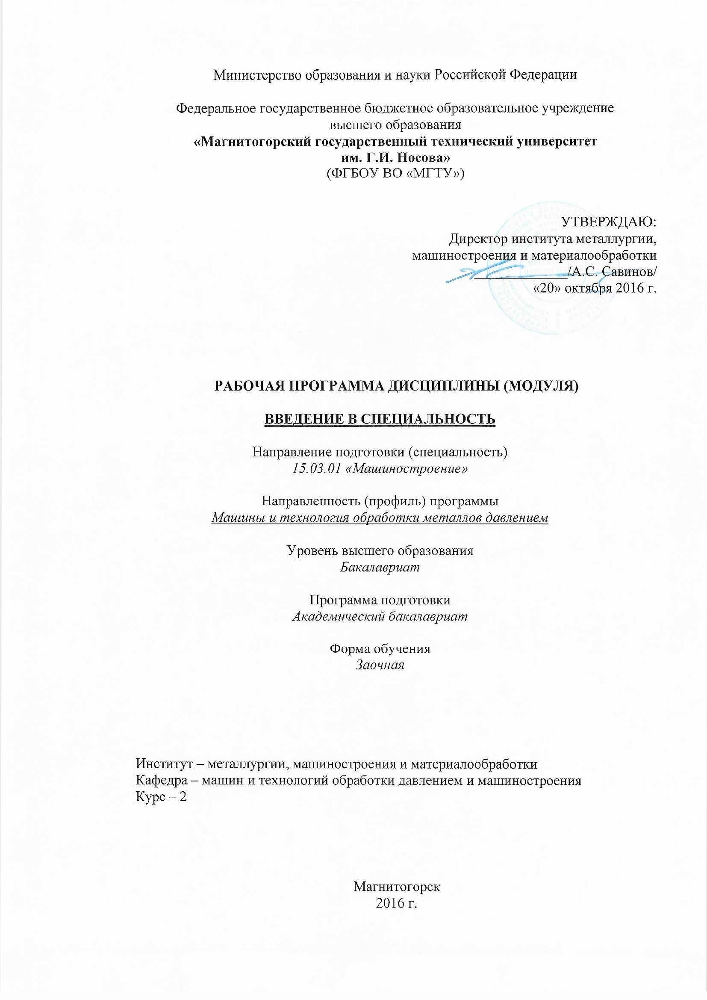 Министерство образования и науки Российской Федерации
Федеральное государственное бюджетное образовательное учреждение
высшего образования
«Магнитогорский государственный технический университет
им. Г.И. Носова»
(ФГБОУ ВО «МГТУ»)
УТВЕРЖДАЮ:
Директор института металлургии,
машиностроения и материалообработки
/А.С. Савинов/
«20» октября 2016 г.
РАБОЧАЯ ПРОГРАММА ДИСЦИПЛИНЫ (МОДУЛЯ)
ВВЕДЕНИЕ В СПЕЦИАЛЬНОСТЬ
Направление подготовки (специальность)
15.03.01 «Машиностроение»
Направленность (профиль) программы
Машины и технология обработки металлов давлением
Уровень высшего образования
Бакалавриат
Программа подготовки
Академический бакалавриат
Форма обучения
Заочная
Институт – металлургии, машиностроения и материалообработки
Кафедра – машин и технологий обработки давлением и машиностроения
Курс – 2
Магнитогорск
2016 г.